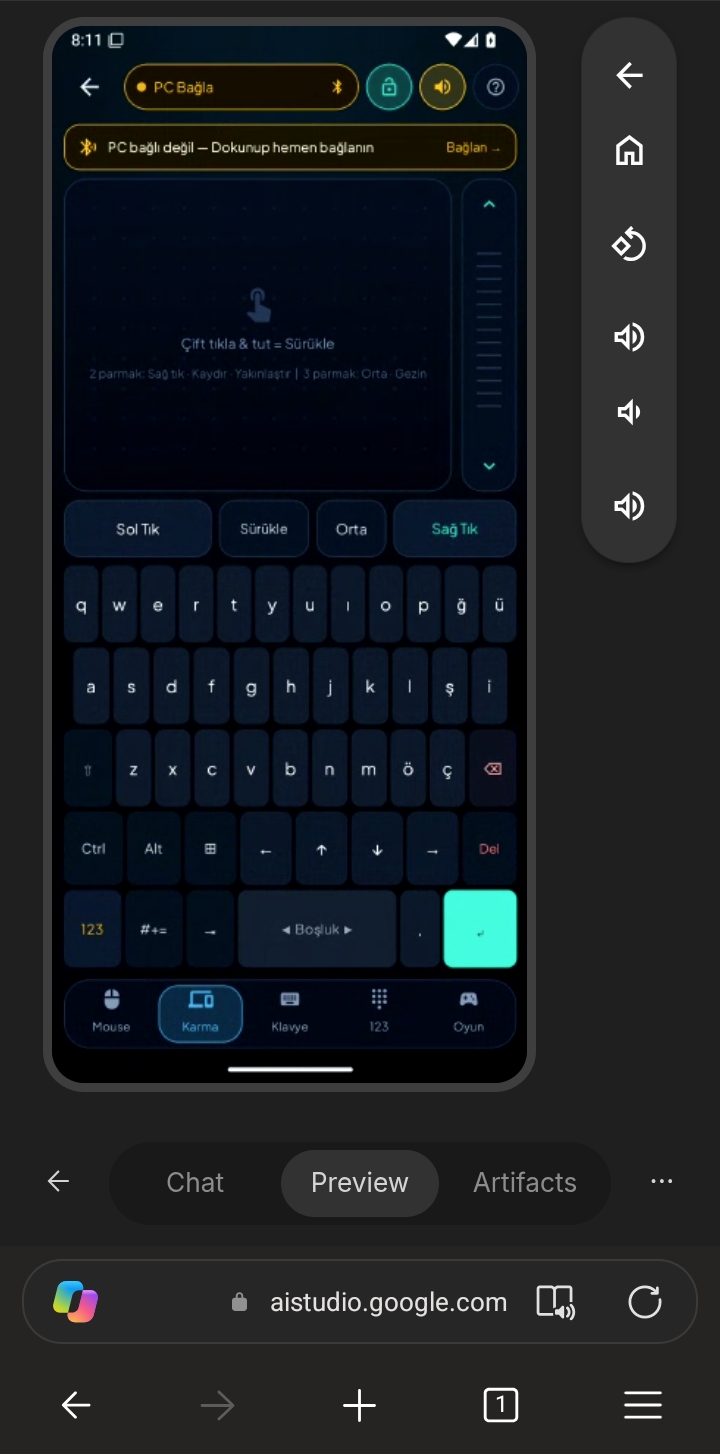 8:11
PC Bağla
PC bağlı değil — Dokunup hemen bağlanın Bağlan →
Çift tıkla & tut = Sürükle
2 parmak: Sağ tık · Kaydır · Yakınlaştır | 3 parmak: Orta · Gezin
Sol Tık Sürükle Orta Sağ Tık
q w e r t y u ı o p ğ ü
a s d f g h j k l ş i
⇧ z x c v b n m ö ç ⌫
Ctrl Alt ⊞ ← ↑ ↓ → Del
123 #+= → ◀ Boşluk ▶ . ↵
Mouse Karma Klavye 123 Oyun
Chat Preview Artifacts
aistudio.google.com
1